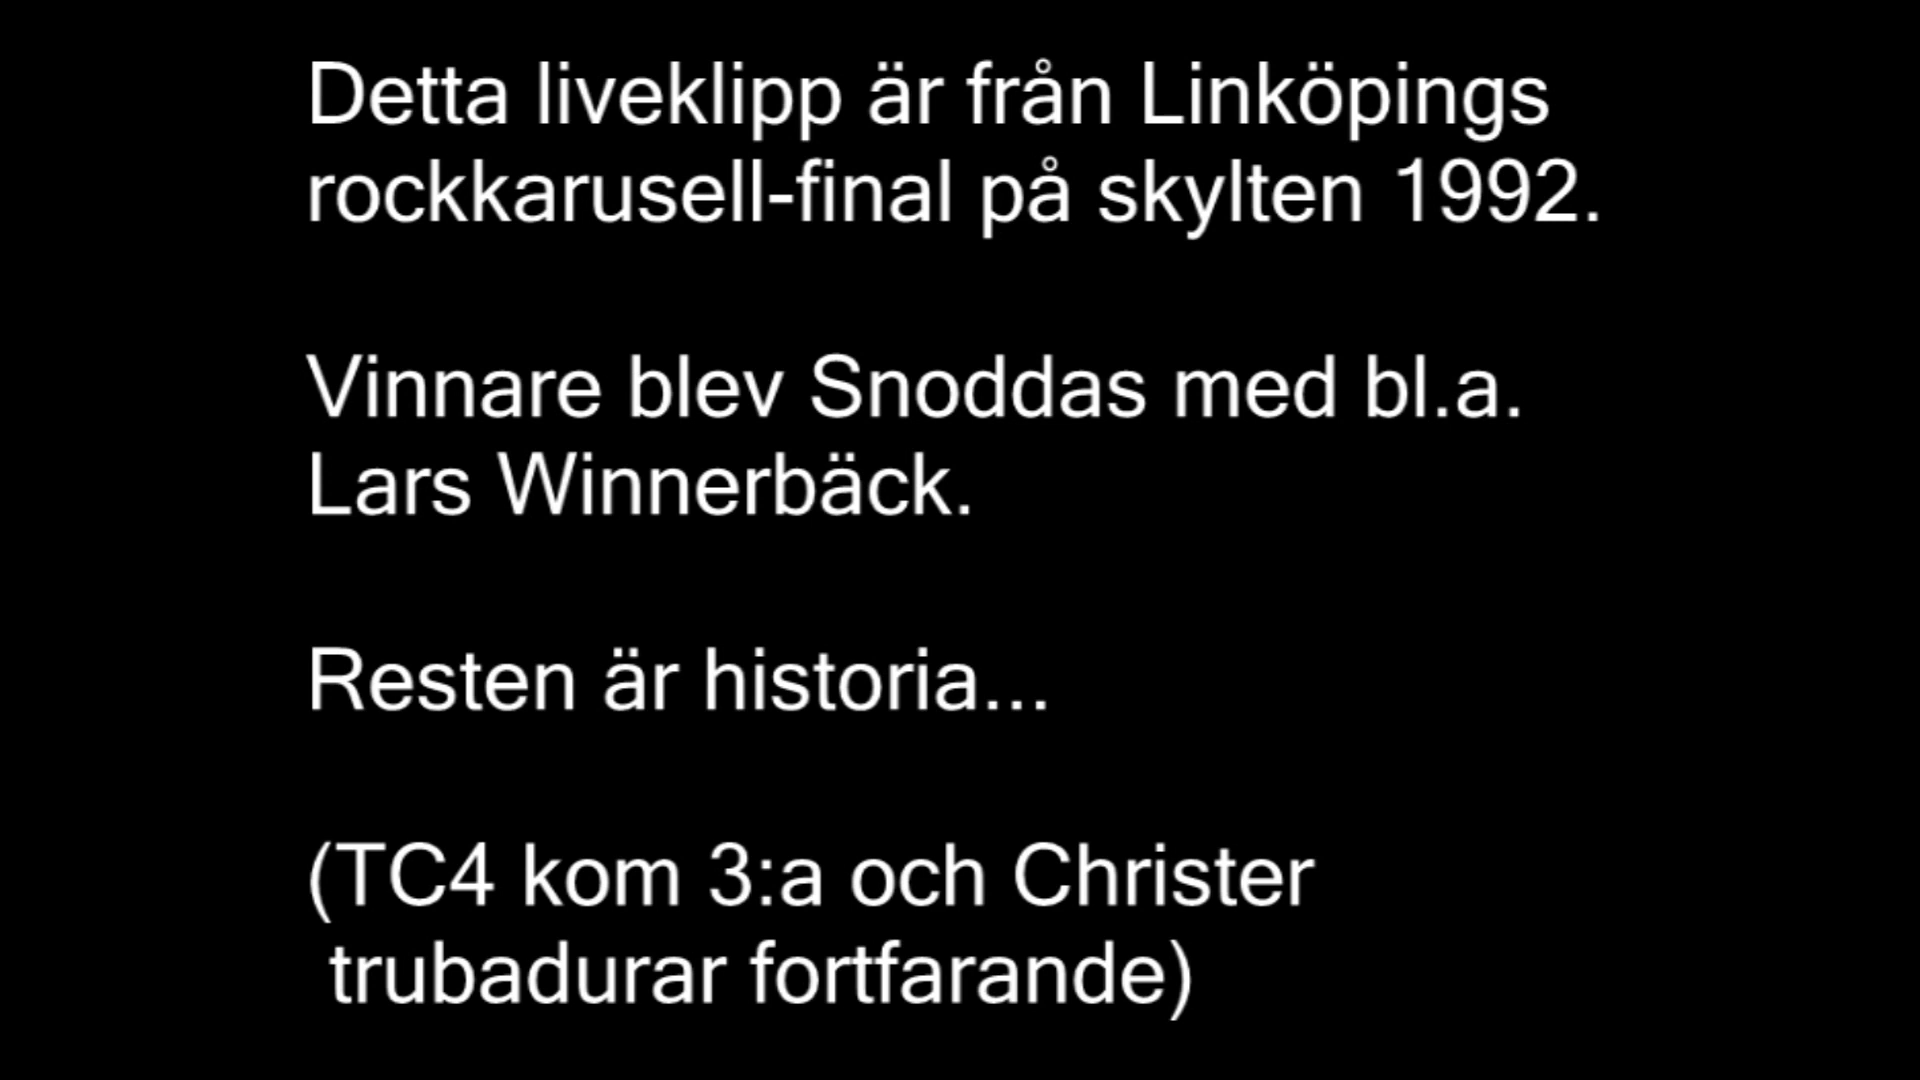 Detta liveklipp är från Linköpings
rockkarusell-final på skylten 1992.
Vinnare blev Snoddas med bl.a.
Lars Winnerbäck.
Resten är historia...
(TC4 kom 3:a och Christer
trubadurar fortfarande)